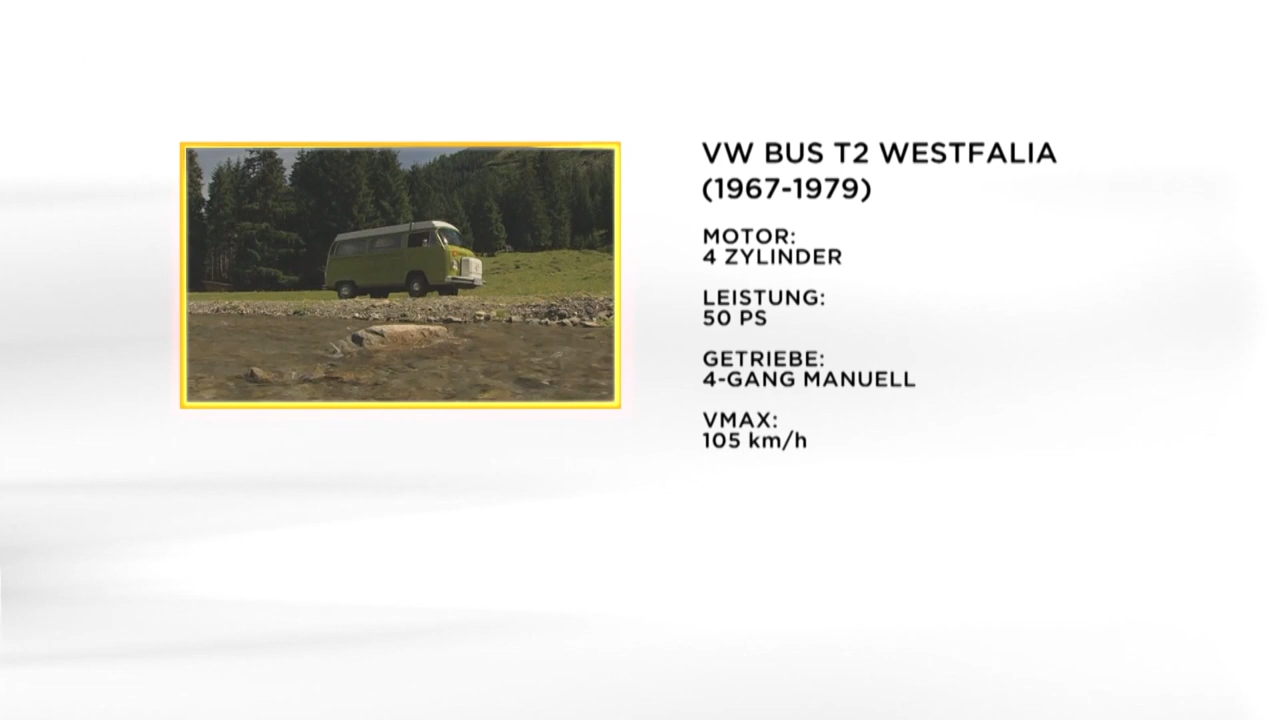 VW BUS T2 WESTFALIA
(1967-1979)
MOTOR:
4 ZYLINDER
LEISTUNG:
50 PS
GETRIEBE:
4-GANG MANUELL
VMAX:
105 km/h